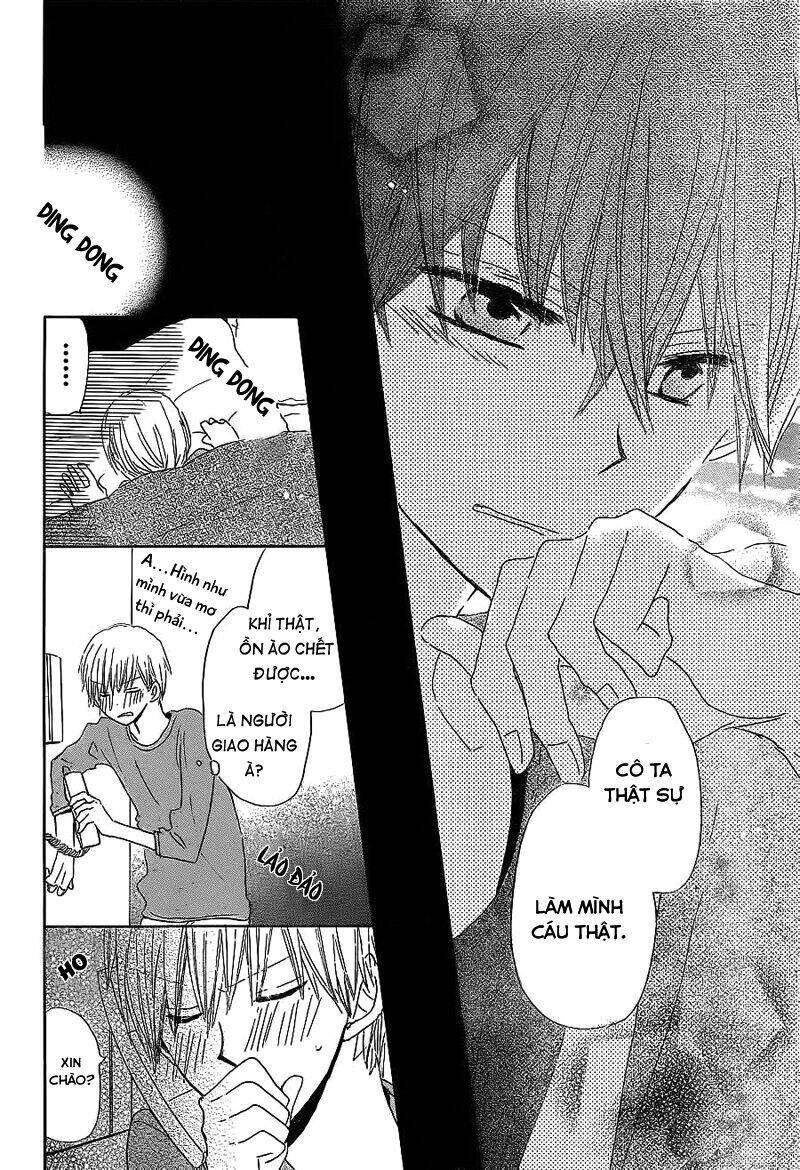 CÔ TA
THẬT SỰ
LÀM MÌNH
CÁU THẬT.
DING DONG
DING DONG
KHỈ THẬT,
ỒN ÀO CHẾT
ĐƯỢC...
LÀ NGƯỜI
GIAO HÀNG
À?
A...Hình như
mình vừa mơ
thì phải...
LẢO ĐẢO
HO
XIN
CHÀO?